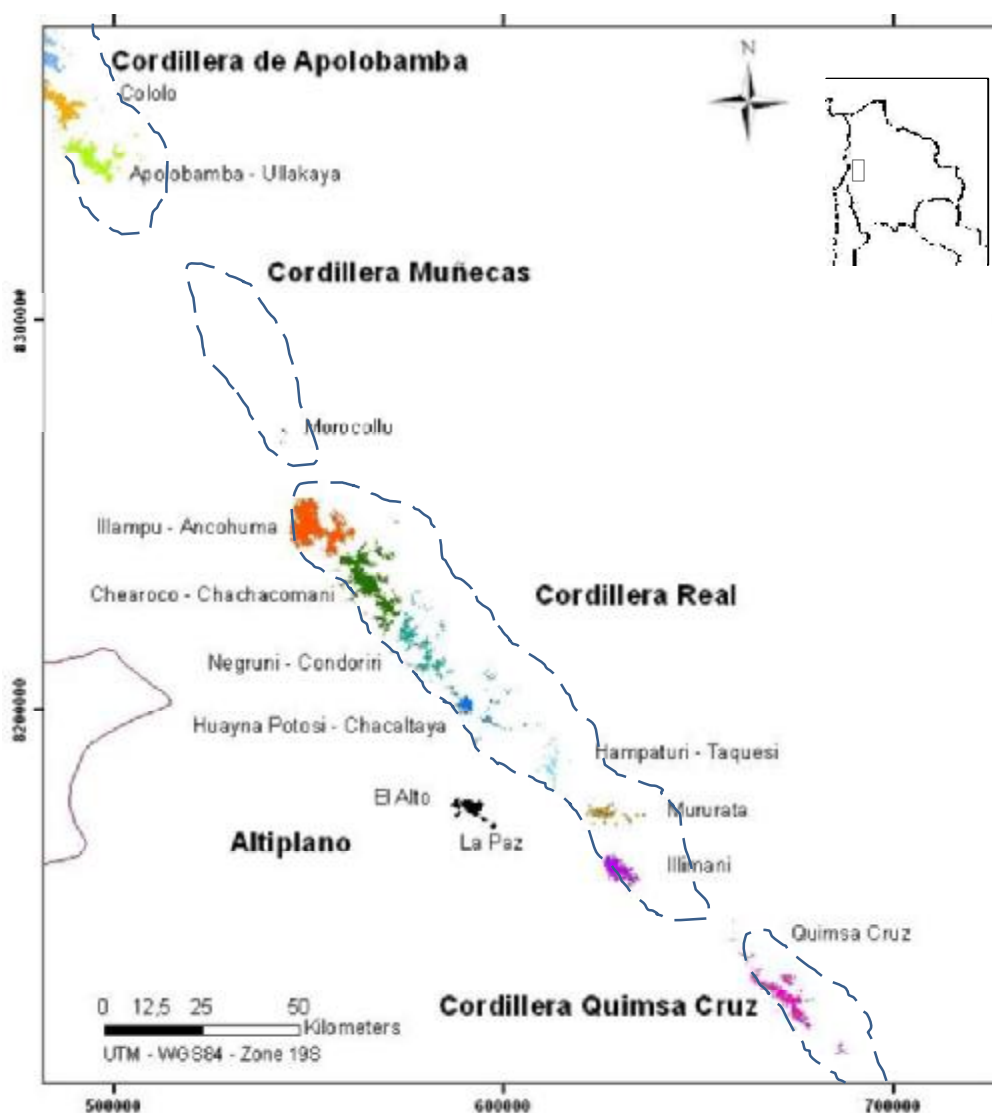 Cordillera de Apolobamba
N
Cololo
Apolobamba - Ullakaya
Cordillera Muñecas
8300000
Morocollu
Illampu - Ancohuma
Chearoco - Chachacomani
Cordillera Real
Negruni - Condoriri
8200000
Huayna Potosi - Chacaltaya
Hampaturi - Taquesi
El Alto
Mururata
Altiplano
La Paz
Illimani
Quimsa Cruz
0 12,5 25 50
Kilometers
Cordillera Quimsa Cruz
UTM - WGS84 - Zone 19S
500000 600000 700000